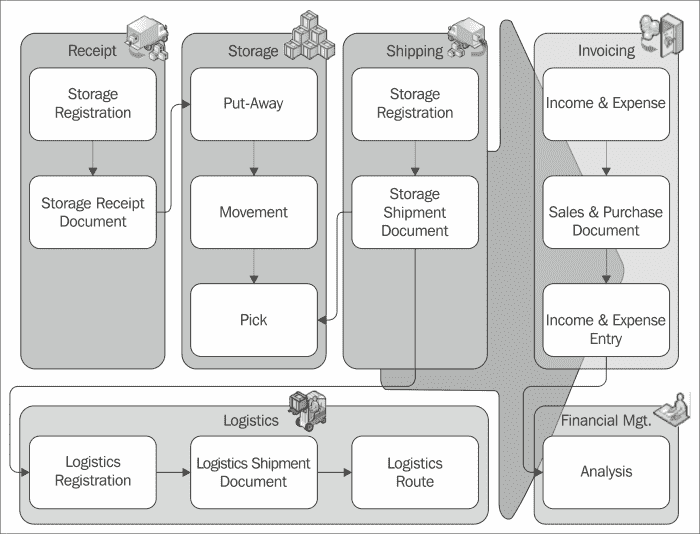 Receipt
Storage
Registration
Storage Receipt
Document
Storage
Put-Away
Movement
Pick
Shipping
Storage
Registration
Storage
Shipment
Document
Invoicing
Income & Expense
Sales & Purchase
Document
Income & Expense
Entry
Logistics
Logistics
Registration
Logistics Shipment
Document
Logistics
Route
Financial Mgt.
Analysis